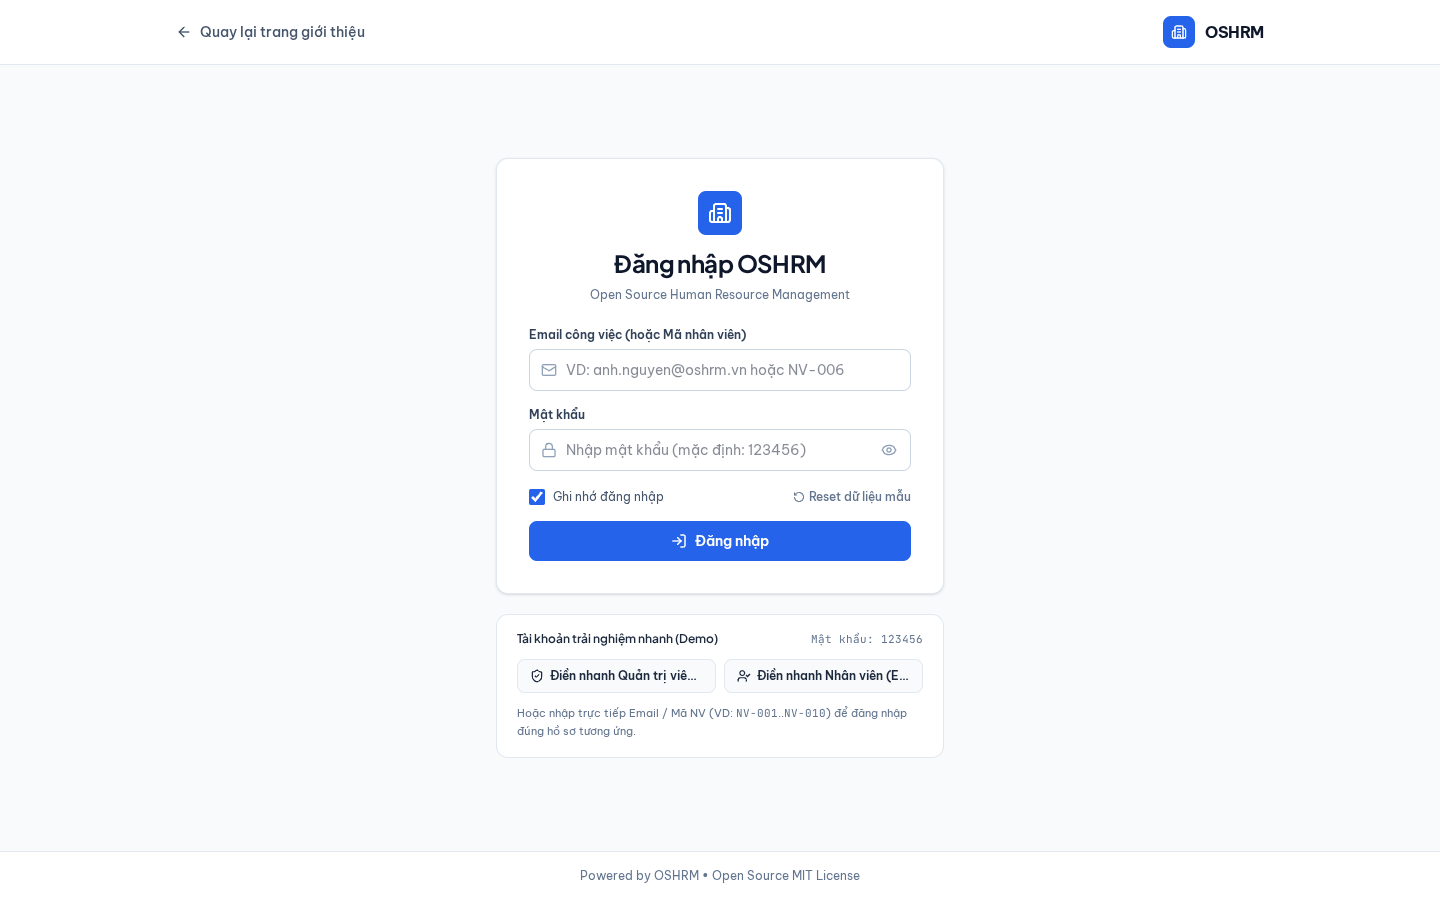 Quay lại trang giới thiệu
OSHRM
Đăng nhập OSHRM
Open Source Human Resource Management
Email công việc (hoặc Mã nhân viên)
VD: anh.nguyen@oshrm.vn hoặc NV-006
Mật khẩu
Nhập mật khẩu (mặc định: 123456)
Ghi nhớ đăng nhập
Reset dữ liệu mẫu
Đăng nhập
Tài khoản trải nghiệm nhanh (Demo)
Mật khẩu: 123456
Điền nhanh Quản trị viê...
Điền nhanh Nhân viên (E...
Hoặc nhập trực tiếp Email / Mã NV (VD: NV-001..NV-010) để đăng nhập
đúng hồ sơ tương ứng.
Powered by OSHRM • Open Source MIT License